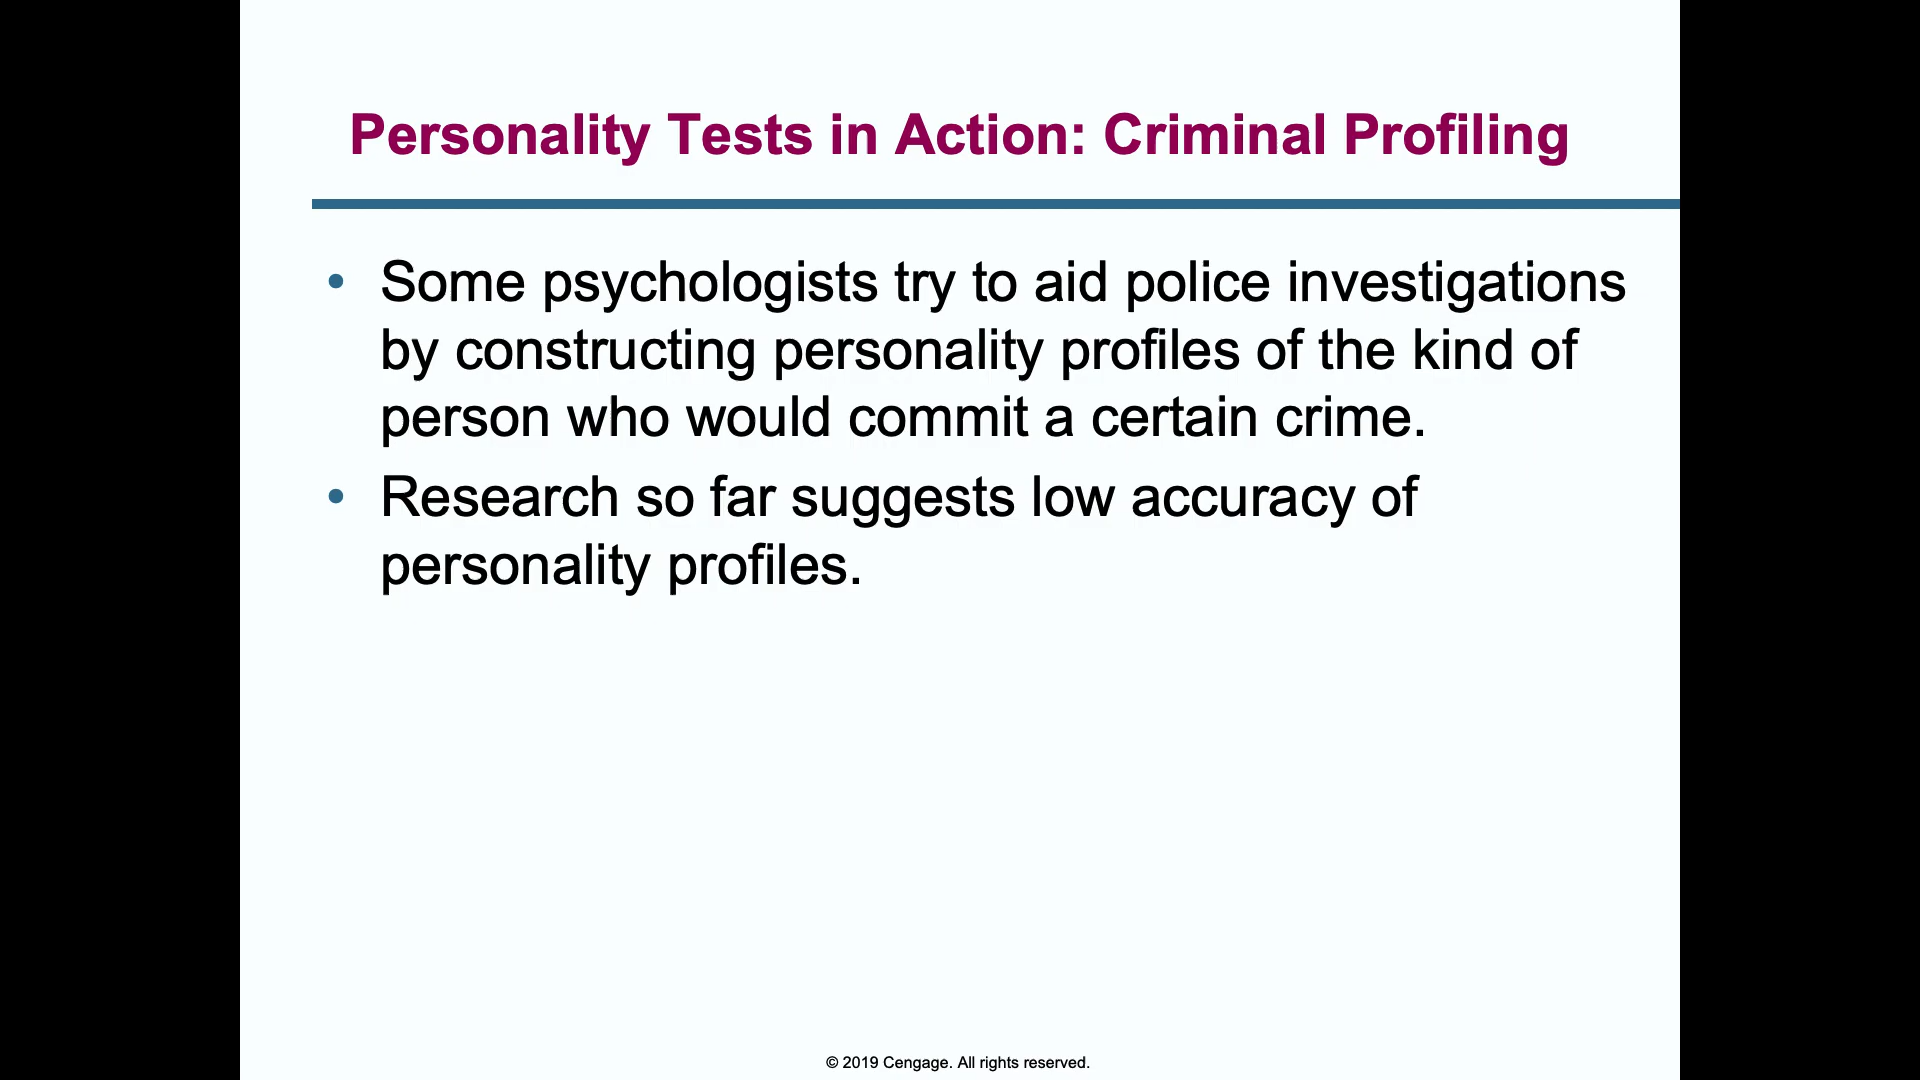 Personality Tests in Action: Criminal Profiling
• Some psychologists try to aid police investigations
by constructing personality profiles of the kind of
person who would commit a certain crime.
• Research so far suggests low accuracy of
personality profiles.
© 2019 Cengage. All rights reserved.